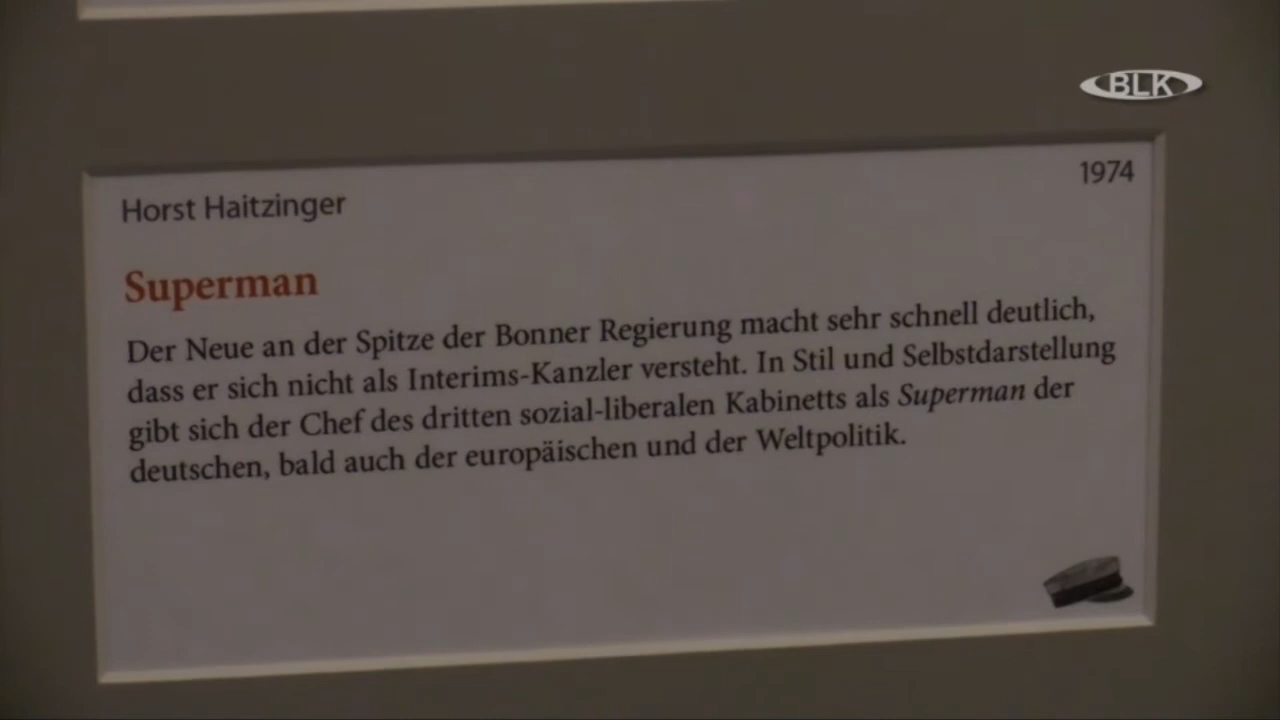 BLK
Horst Haitzinger
1974
Superman
Der Neue an der Spitze der Bonner Regierung macht sehr schnell deutlich,
dass er sich nicht als Interims-Kanzler versteht. In Stil und Selbstdarstellung
gibt sich der Chef des dritten sozial-liberalen Kabinetts als Superman der
deutschen, bald auch der europäischen und der Weltpolitik.